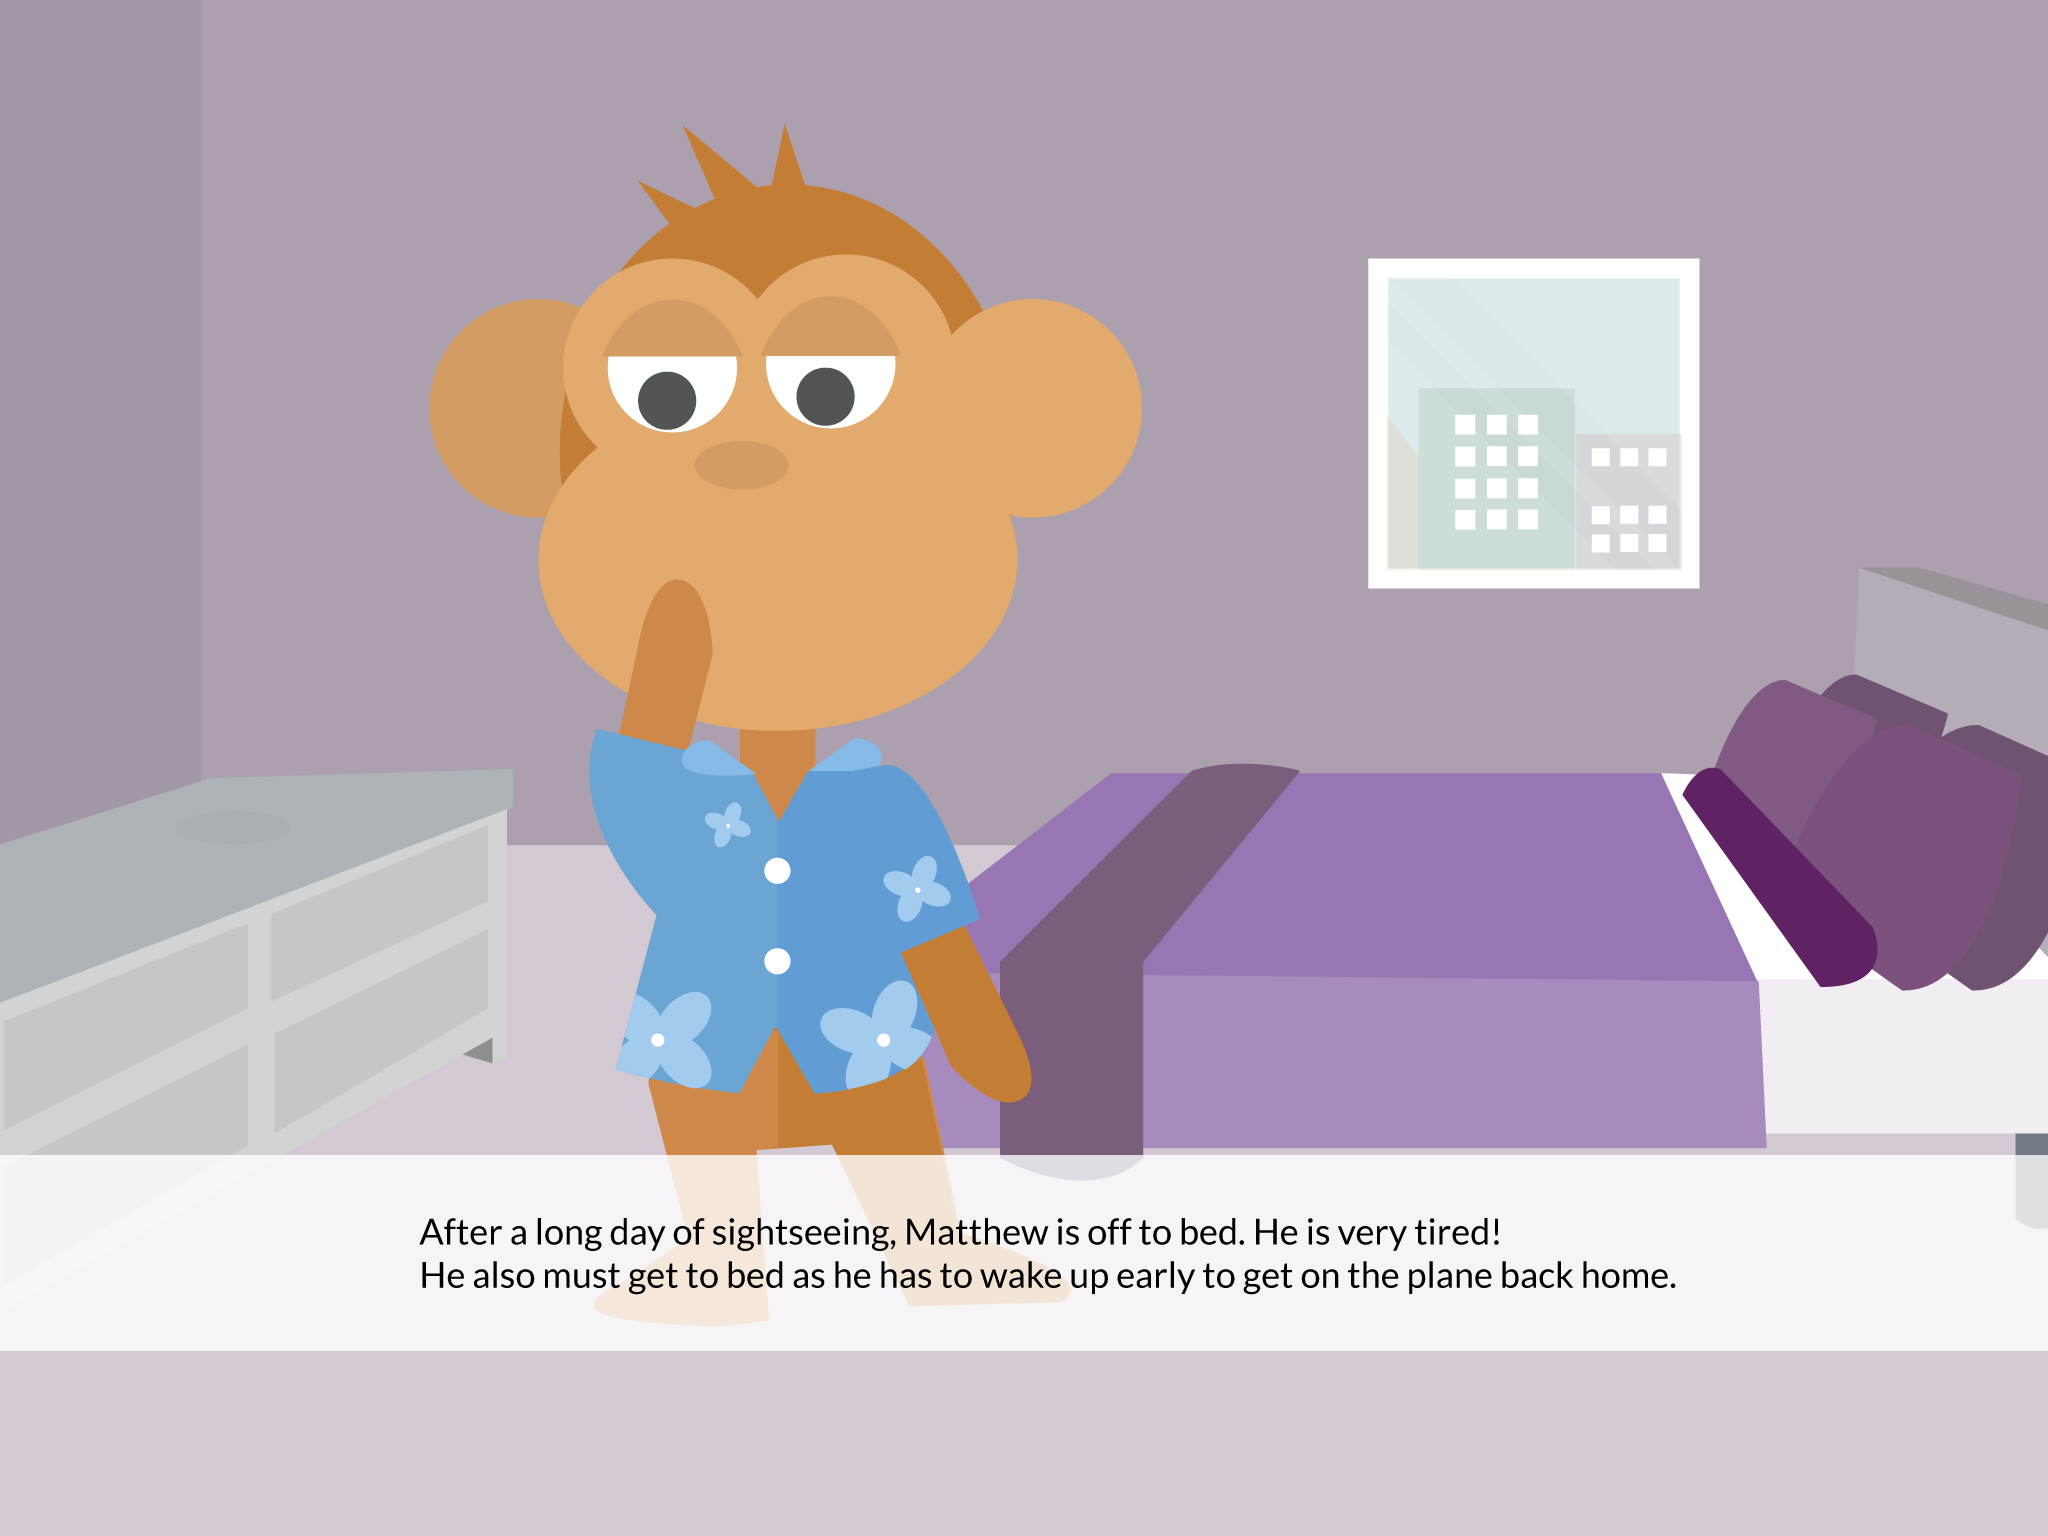 After a long day of sightseeing, Matthew is off to bed. He is very tired!
He also must get to bed as he has to wake up early to get on the plane back home.